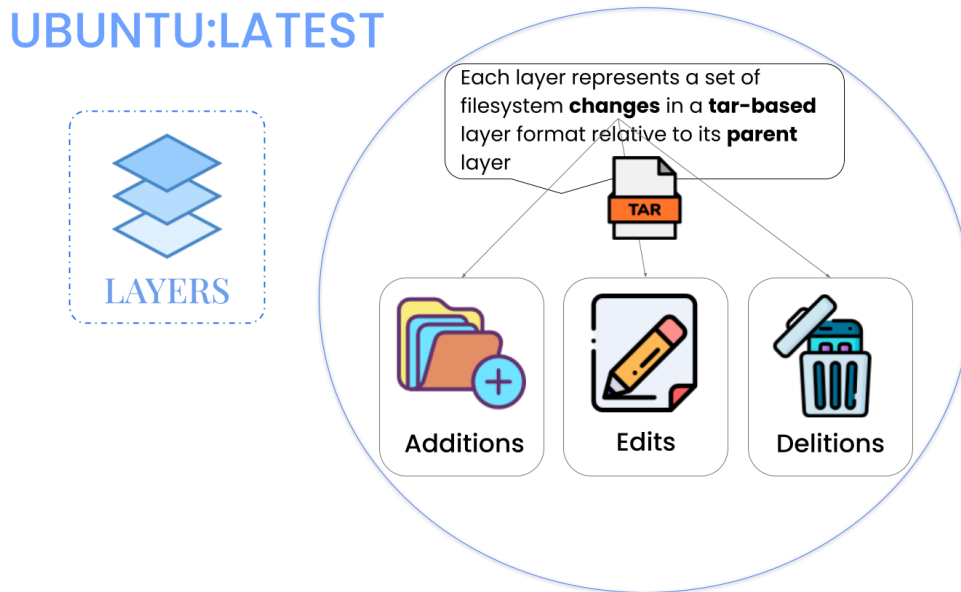 UBUNTU:LATEST
Each layer represents a set of
filesystem changes in a tar-based
layer format relative to its parent
layer
TAR
LAYERS
Additions
Edits
Delitions